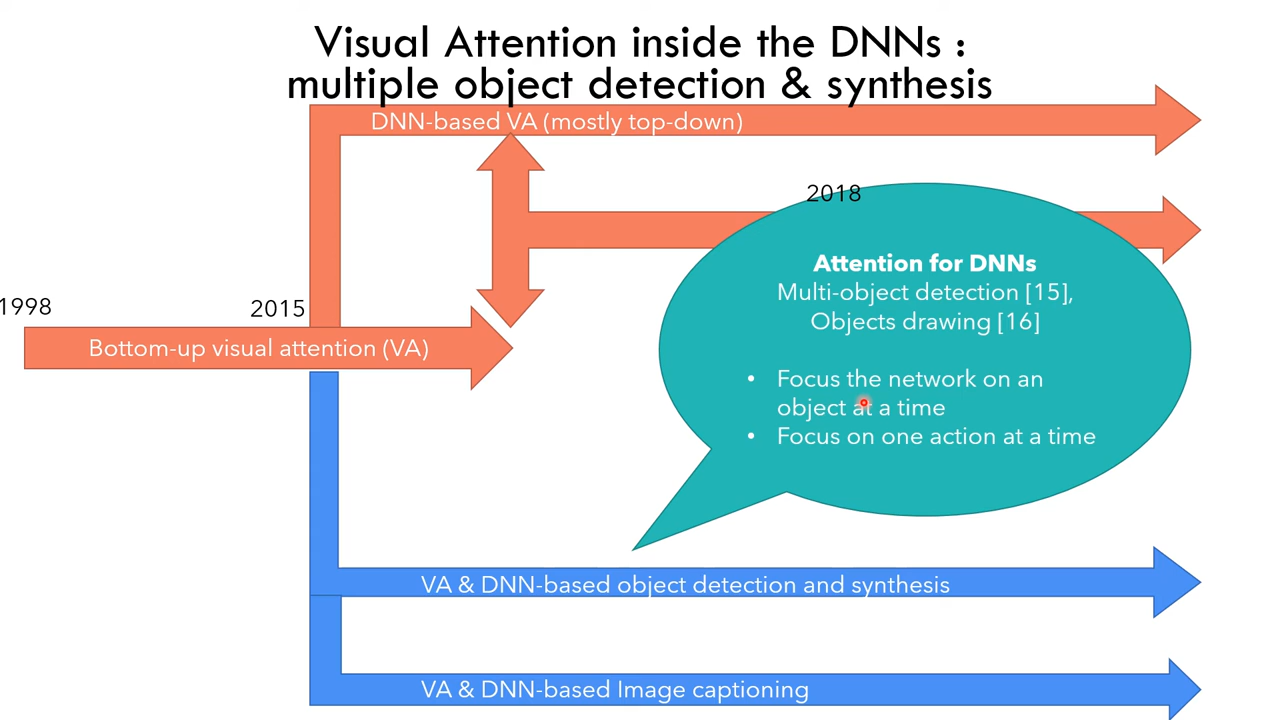 Visual Attention inside the DNNs :
multiple object detection & synthesis
DNN-based VA (mostly top-down)
2018
Attention for DNNs
Multi-object detection [15],
Objects drawing [16]
• Focus the network on an
object at a time
• Focus on one action at a time
1998
2015
Bottom-up visual attention (VA)
VA & DNN-based object detection and synthesis
VA & DNN-based Image captioning